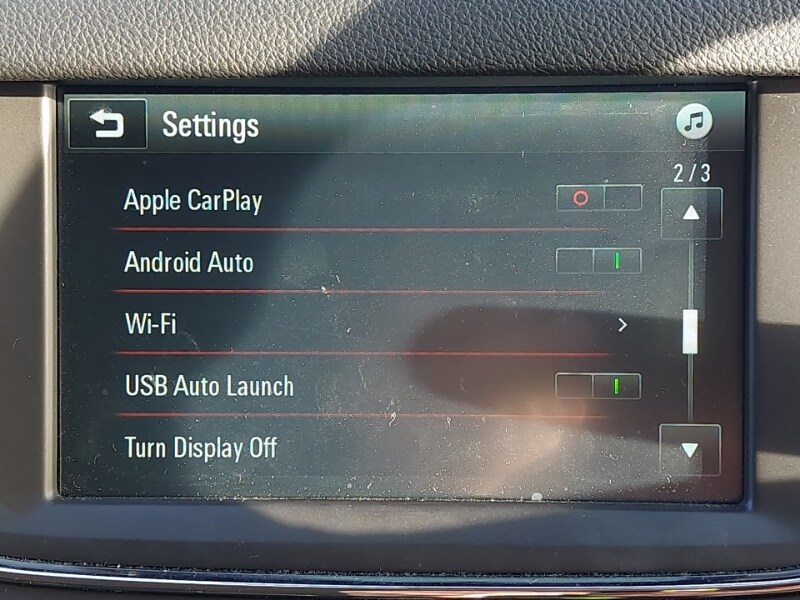 Settings
2/3
Apple CarPlay
Android Auto
Wi-Fi
USB Auto Launch
Turn Display Off